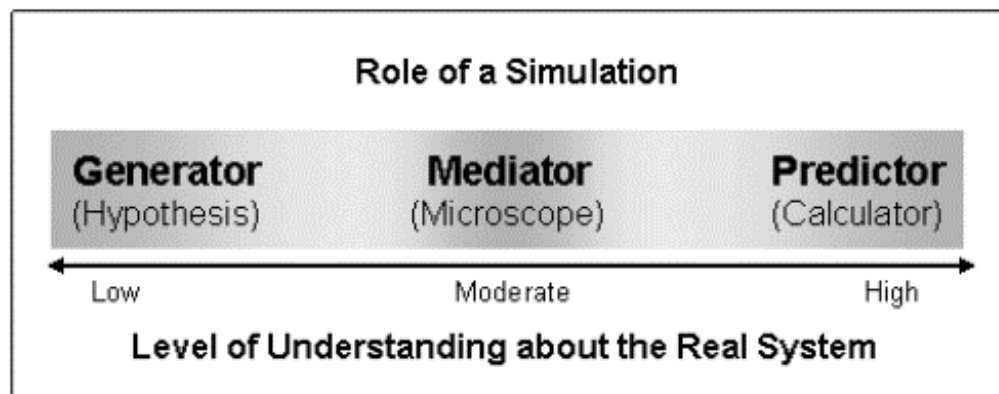 Role of a Simulation
Generator Mediator Predictor
(Hypothesis) (Microscope) (Calculator)
Low Moderate High
Level of Understanding about the Real System